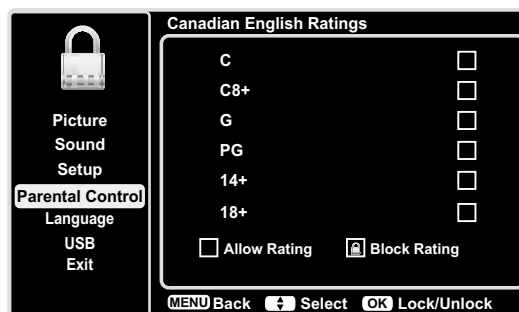 Canadian English Ratings
C
C8+
G
PG
14+
18+
Allow Rating Block Rating
Picture
Sound
Setup
Parental Control
Language
USB
Exit
MENU Back Select OK Lock/Unlock